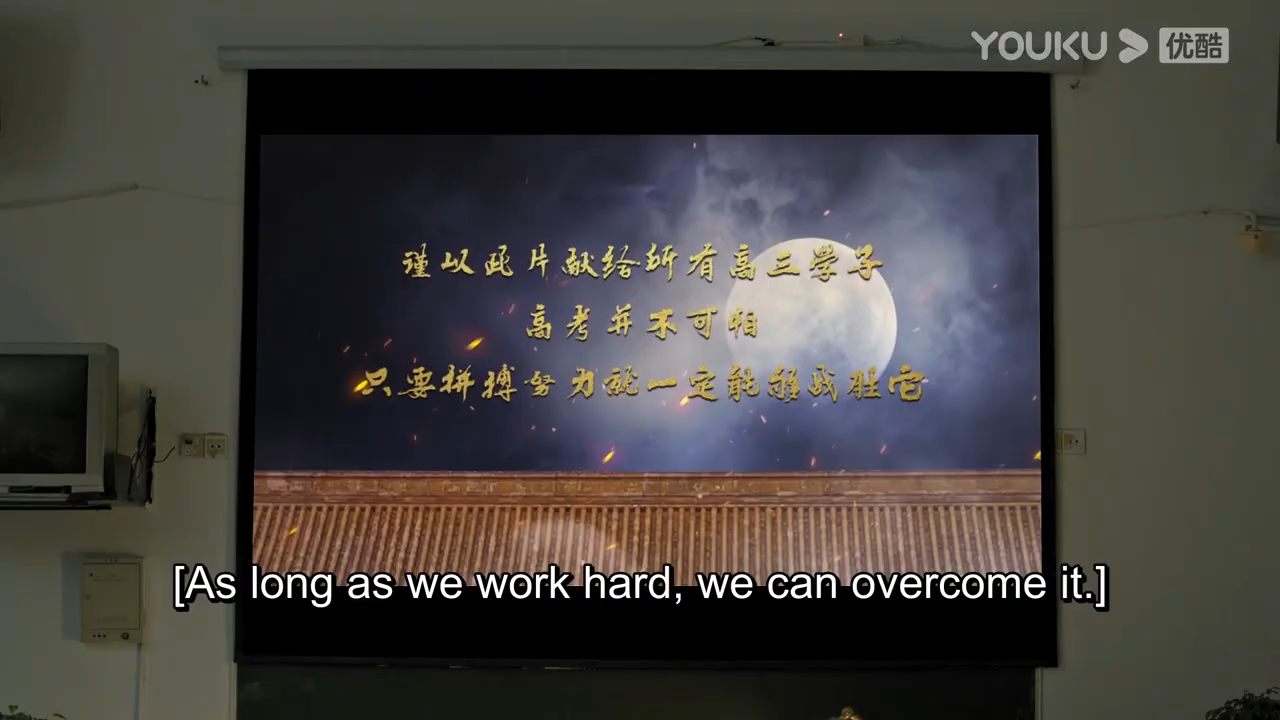 YOUKU 优酷
谨以此片献给所有高三學子
高考并不可怕
只要拼搏努力就一定能够战胜它
[As long as we work hard, we can overcome it.]